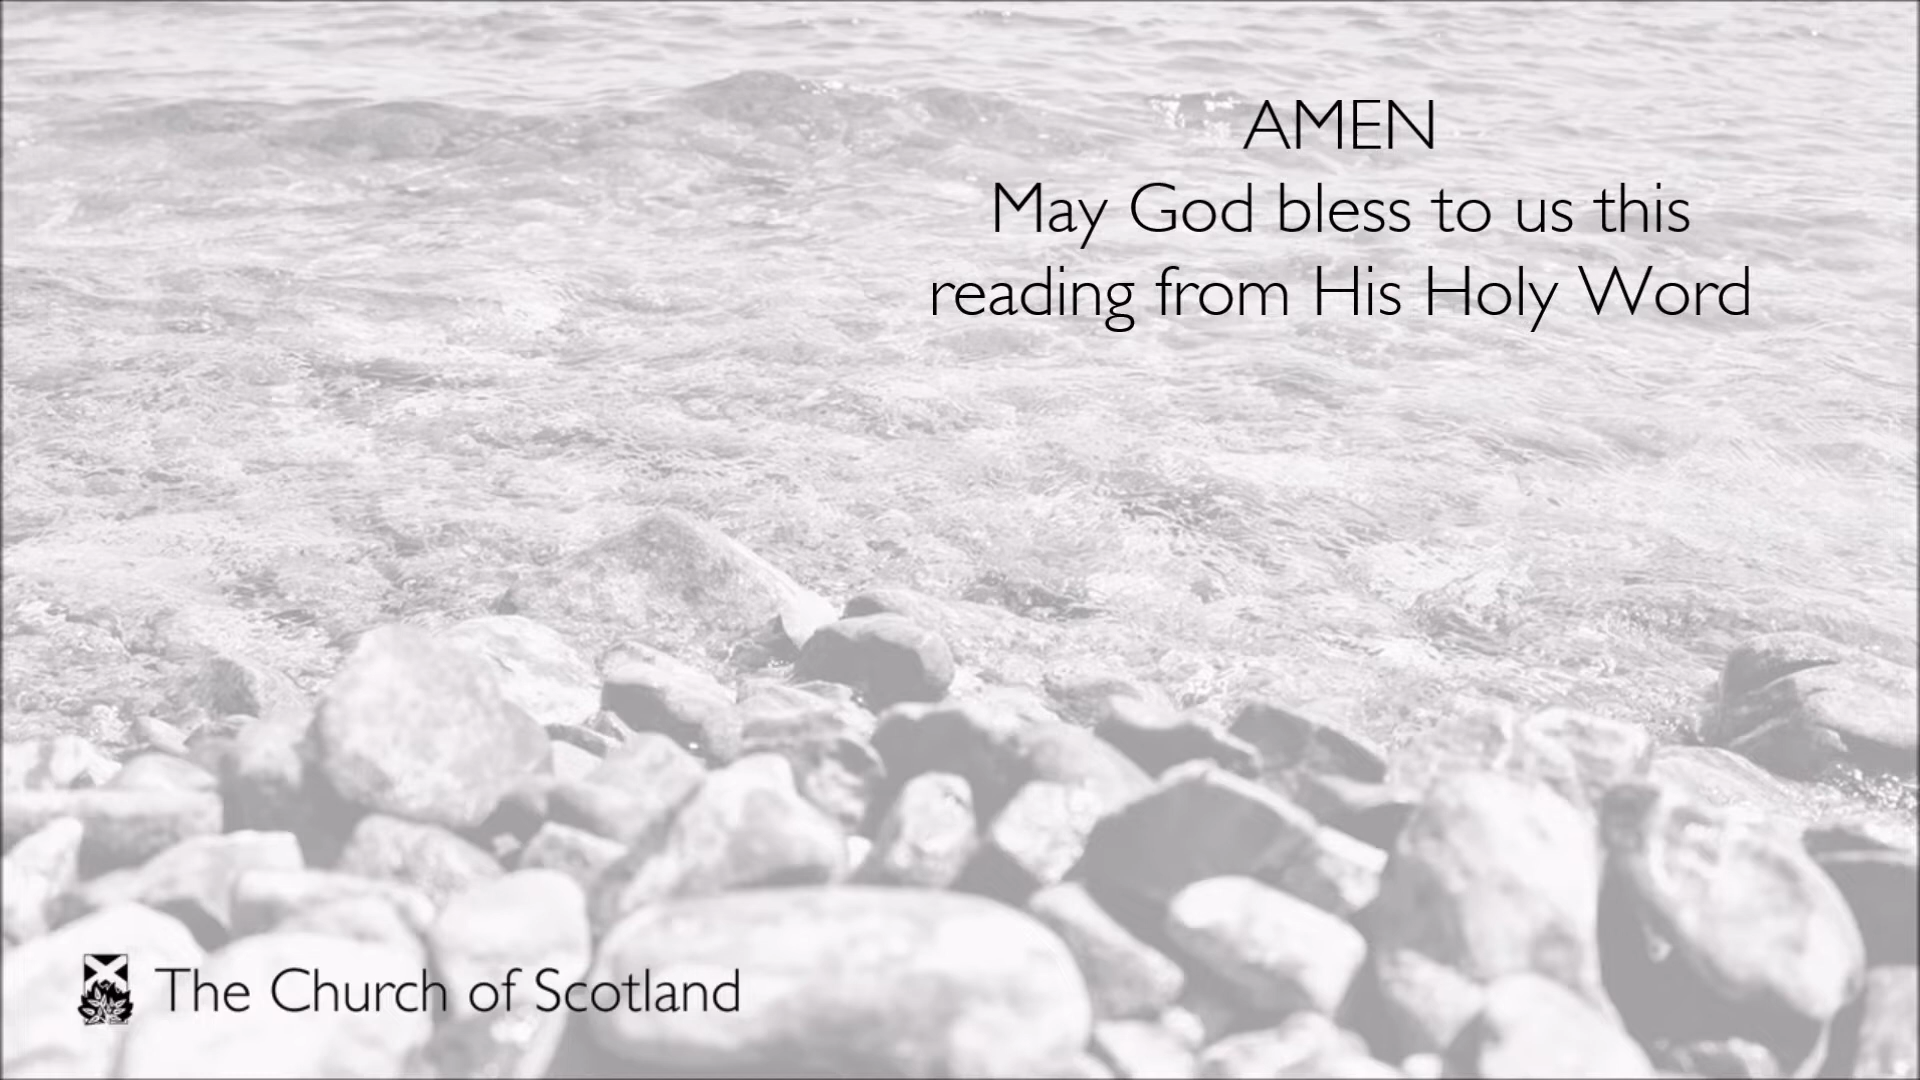 AMEN
May God bless to us this
reading from His Holy Word
The Church of Scotland